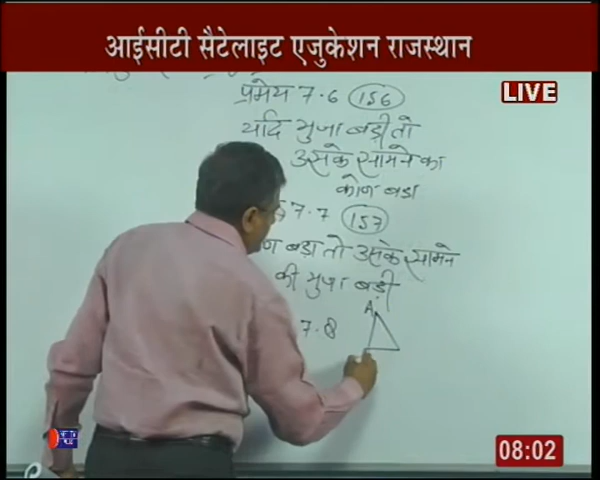 आईसीटी सैटेलाइट एजुकेशन राजस्थान
LIVE
प्रमेय 7.6 (156)
यदि भुजा बड़ी तो
उसके सामने का
कोण बडा
7.7 (157)
बड़ा तो उसके सामने
की भुजा बड़ी
A
7.8
08:02